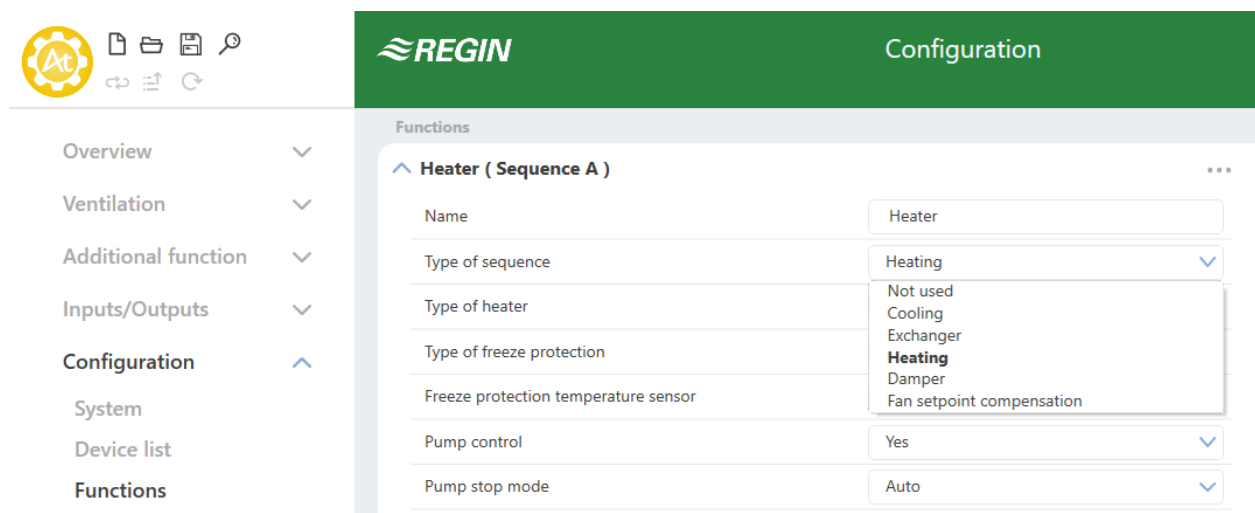 At
REGIN
Configuration
Overview
Ventilation
Additional function
Inputs/Outputs
Configuration
System
Device list
Functions
Functions
Heater ( Sequence A )
Name Heater
Type of sequence Heating
Not used
Cooling
Exchanger
Heating
Damper
Fan setpoint compensation
Type of heater
Type of freeze protection
Freeze protection temperature sensor
Pump control Yes
Pump stop mode Auto